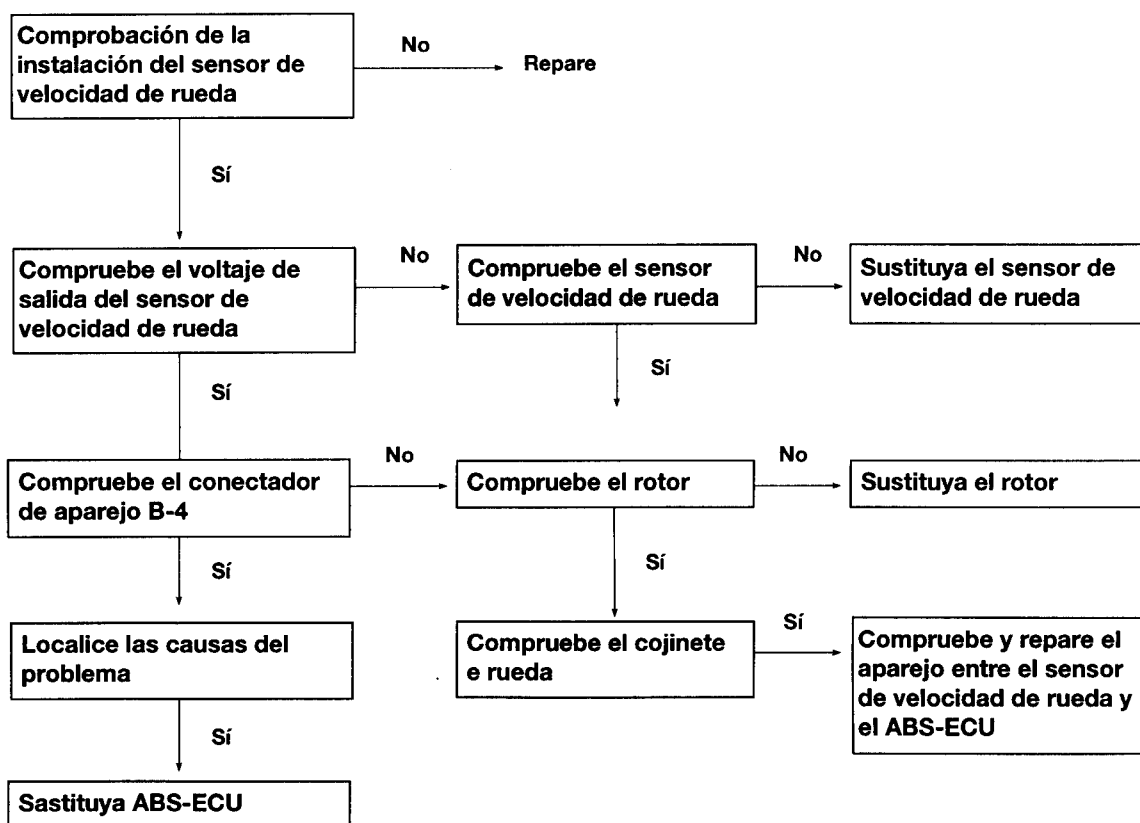 Comprobación de la
instalación del sensor de
velocidad de rueda
No
Repare
Sí
Compruebe el voltaje de
salida del sensor de
velocidad de rueda
No
Compruebe el sensor
de velocidad de rueda
No
Sustituya el sensor de
velocidad de rueda
Sí
Sí
Compruebe el conectador
de aparejo B-4
No
Compruebe el rotor
No
Sustituya el rotor
Sí
Sí
Localice las causas del
problema
Compruebe el cojinete
e rueda
Sí
Compruebe y repare el
aparejo entre el sensor
de velocidad de rueda y
el ABS-ECU
Sí
Sastituya ABS-ECU